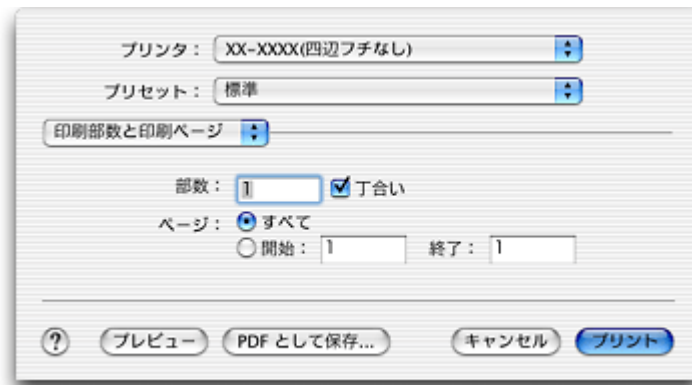 プリンタ： XX-XXXX(四辺フチなし)
プリセット： 標準
印刷部数と印刷ページ
部数： 1 丁合い
ページ： すべて
開始： 1 終了： 1
? プレビュー PDF として保存... キャンセル プリント